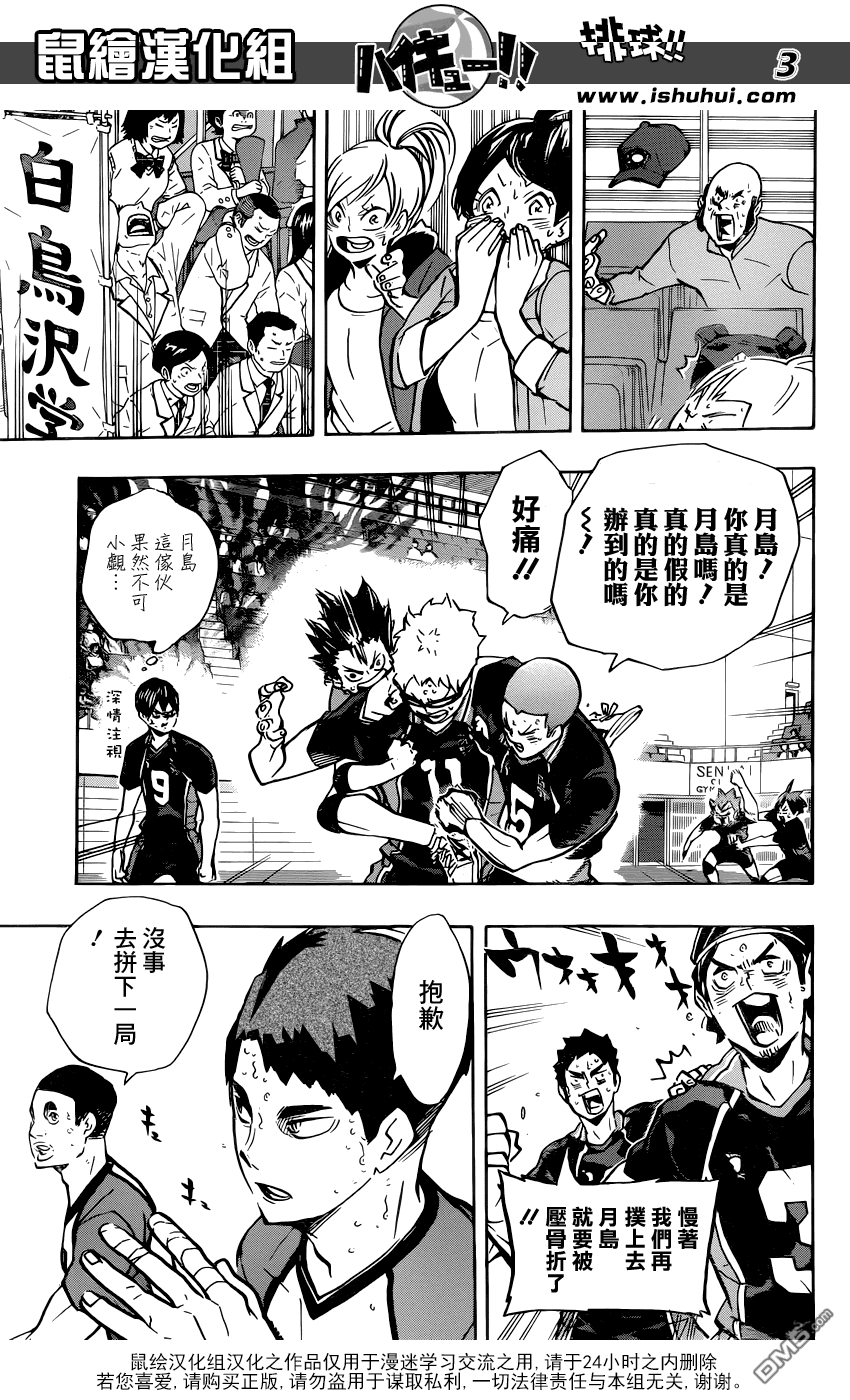 鼠繪漢化組
ハイキュー!!
排球!!
3
www.ishuhui.com
白鳥沢学
月島!
你真的是
月島嗎!
真的假的
真的是你
辦到的嗎
~!
好痛!!
月島
這傢伙
果然不可
小覷…
深情注視
9
11
5
SEN
慢著
我們再
撲上去
月島
就要被
壓骨折了
!!
抱歉
沒事
去拼下一局
!
鼠绘汉化组汉化之作品仅用于漫迷学习交流之用,请于24小时之内删除
若您喜爱,请购买正版,请勿盗用于谋取私利,一切法律责任与本组无关,谢谢。
DM5.com